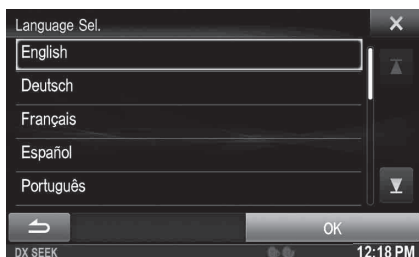 Language Sel.
English
Deutsch
Français
Español
Português
OK
DX SEEK
12:18 PM